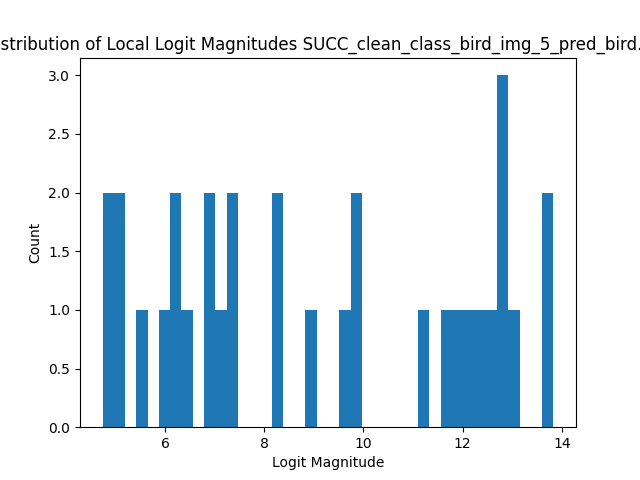 stribution of Local Logit Magnitudes SUCC_clean_class_bird_img_5_pred_bird.
3.0
2.5
2.0
1.5
1.0
0.5
0.0
Count
6 8 10 12 14
Logit Magnitude